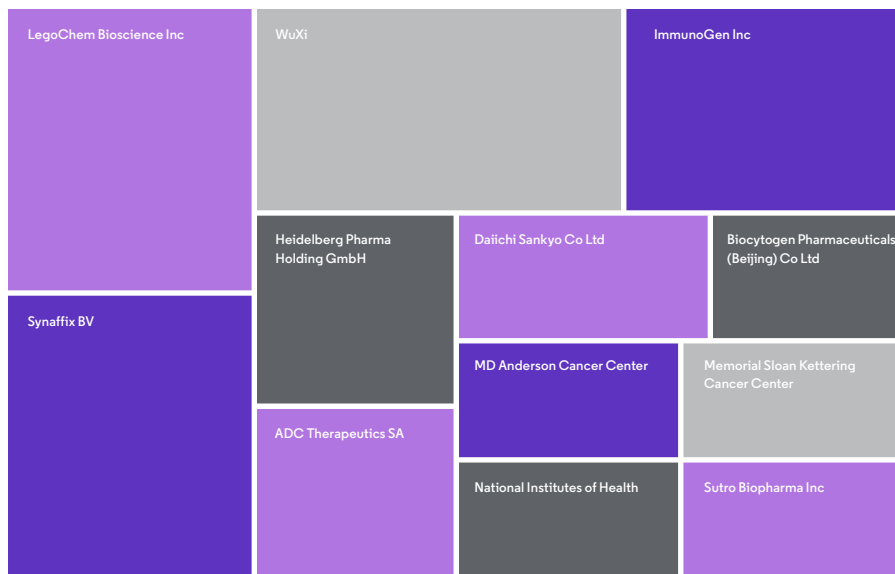 LegoChem Bioscience Inc
WuXi
ImmunoGen Inc
Heidelberg Pharma
Holding GmbH
Daiichi Sankyo Co Ltd
Biocytogen Pharmaceuticals
(Beijing) Co Ltd
Synaffix BV
MD Anderson Cancer Center
Memorial Sloan Kettering
Cancer Center
ADC Therapeutics SA
National Institutes of Health
Sutro Biopharma Inc